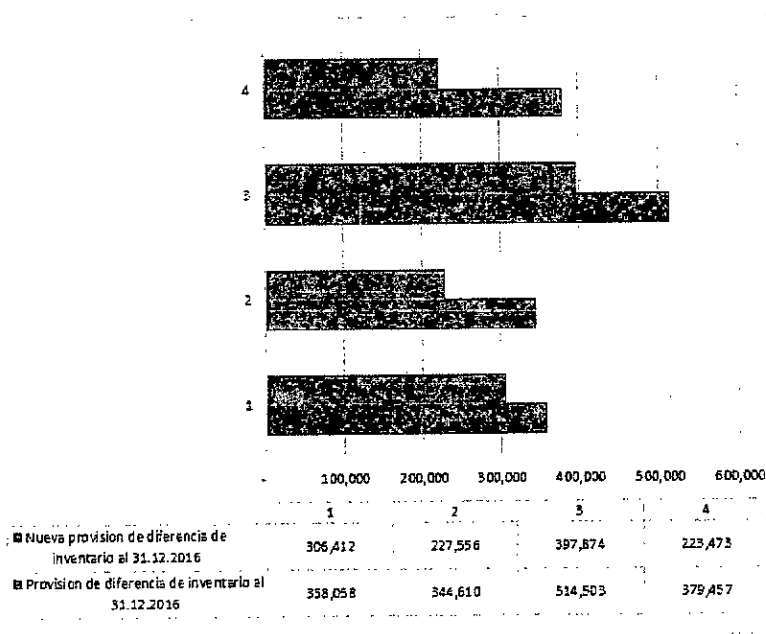 4
3
2
1
100,000 200,000 300,000 400,000 500,000 600,000
1 2 3 4
Nueva provision de diferencia de
inventario al 31.12.2016
306,412 227,556 397,874 223,473
Provision de diferencia de inventario al
31.12.2016
358,058 344,610 514,503 379,457